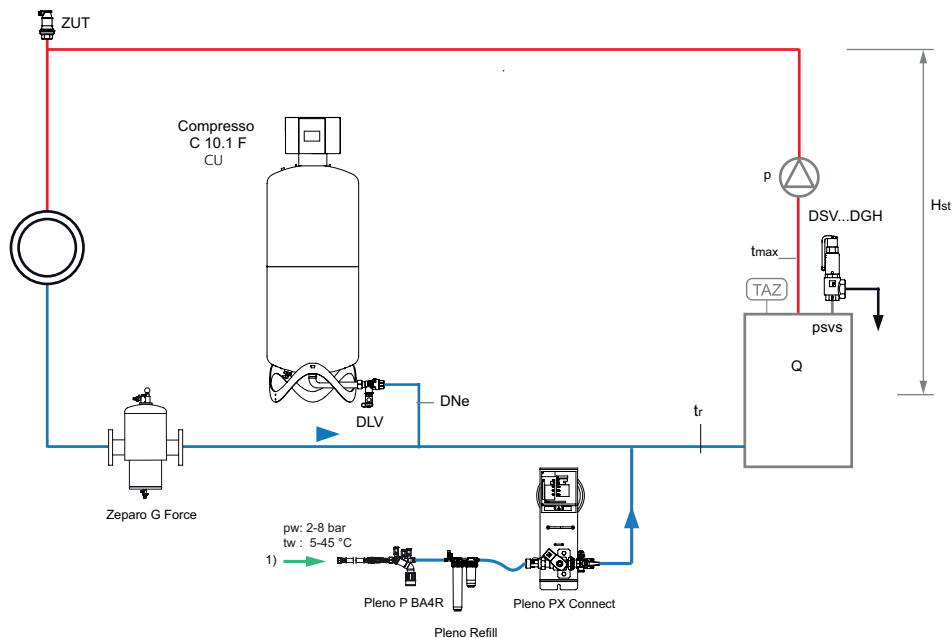 ZUT
Compresso
C 10.1 F
CU
p
DSV...DGH
Hst
tmax
TAZ
psvs
Q
DNe
DLV
tr
Zeparo G Force
pw: 2-8 bar
tw : 5-45 °C
1)
Pleno P BA4R
Pleno PX Connect
Pleno Refill